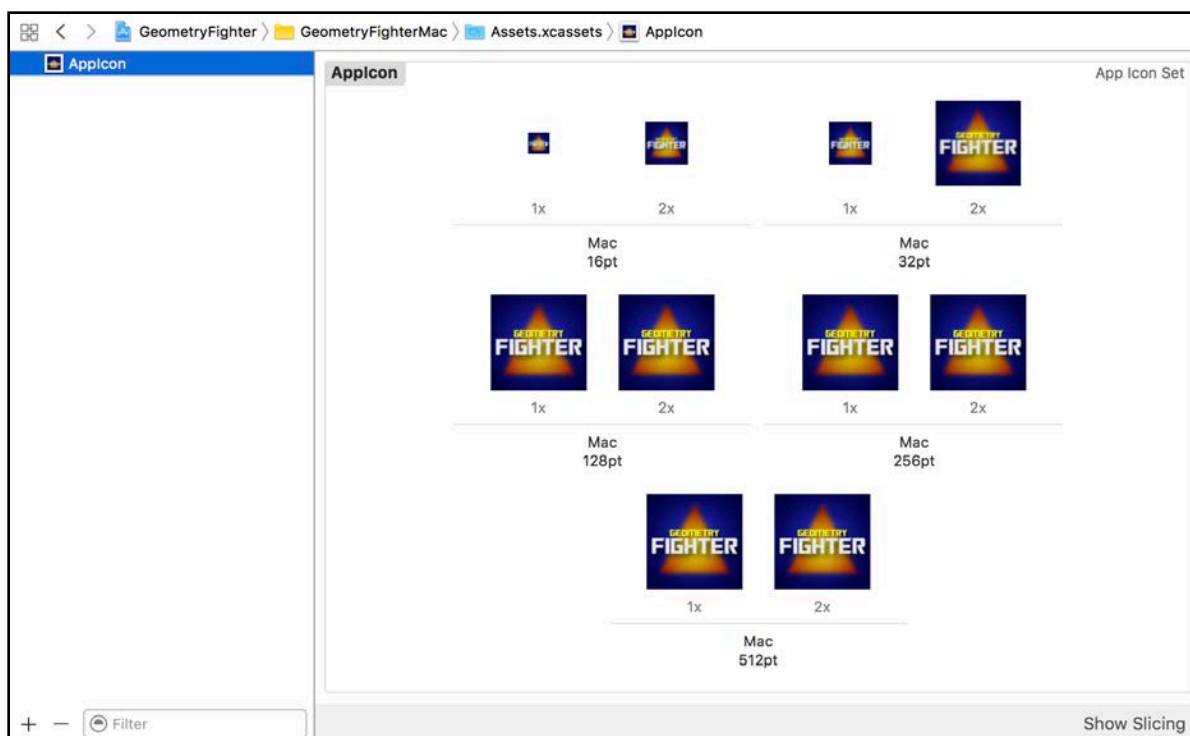 GeometryFighter GeometryFighterMac Assets.xcassets AppIcon
AppIcon
AppIcon App Icon Set
FIGHTER
GEOMETRY
FIGHTER
1x 2x 1x 2x
Mac Mac
16pt 32pt
GEOMETRY GEOMETRY GEOMETRY GEOMETRY
FIGHTER FIGHTER FIGHTER FIGHTER
1x 2x 1x 2x
Mac Mac
128pt 256pt
GEOMETRY GEOMETRY
FIGHTER FIGHTER
1x 2x
Mac
512pt
Filter Show Slicing